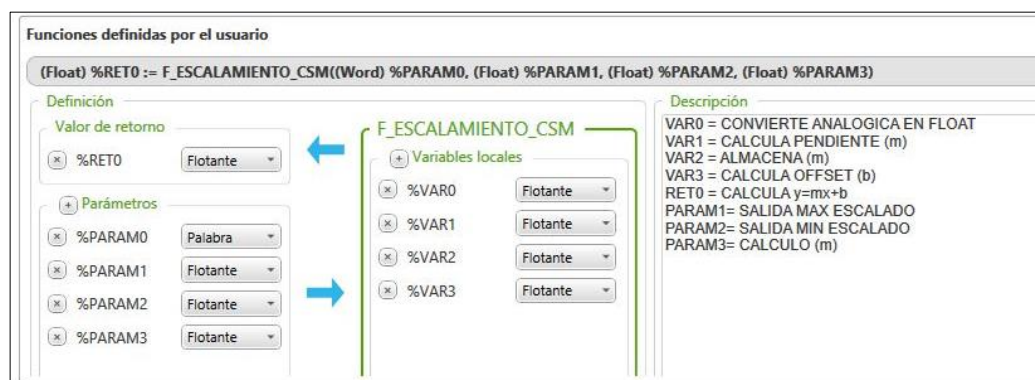 Funciones definidas por el usuario
(Float) %RET0 := F_ESCALAMIENTO_CSM((Word) %PARAM0, (Float) %PARAM1, (Float) %PARAM2, (Float) %PARAM3)
Definición
Valor de retorno
%RET0 Flotante
Parámetros
%PARAM0 Palabra
%PARAM1 Flotante
%PARAM2 Flotante
%PARAM3 Flotante
F_ESCALAMIENTO_CSM
Variables locales
%VAR0 Flotante
%VAR1 Flotante
%VAR2 Flotante
%VAR3 Flotante
Descripción
VAR0 = CONVIERTE ANALOGICA EN FLOAT
VAR1 = CALCULA PENDIENTE (m)
VAR2 = ALMACENA (m)
VAR3 = CALCULA OFFSET (b)
RET0 = CALCULA y=mx+b
PARAM1= SALIDA MAX ESCALADO
PARAM2= SALIDA MIN ESCALADO
PARAM3= CALCULO (m)